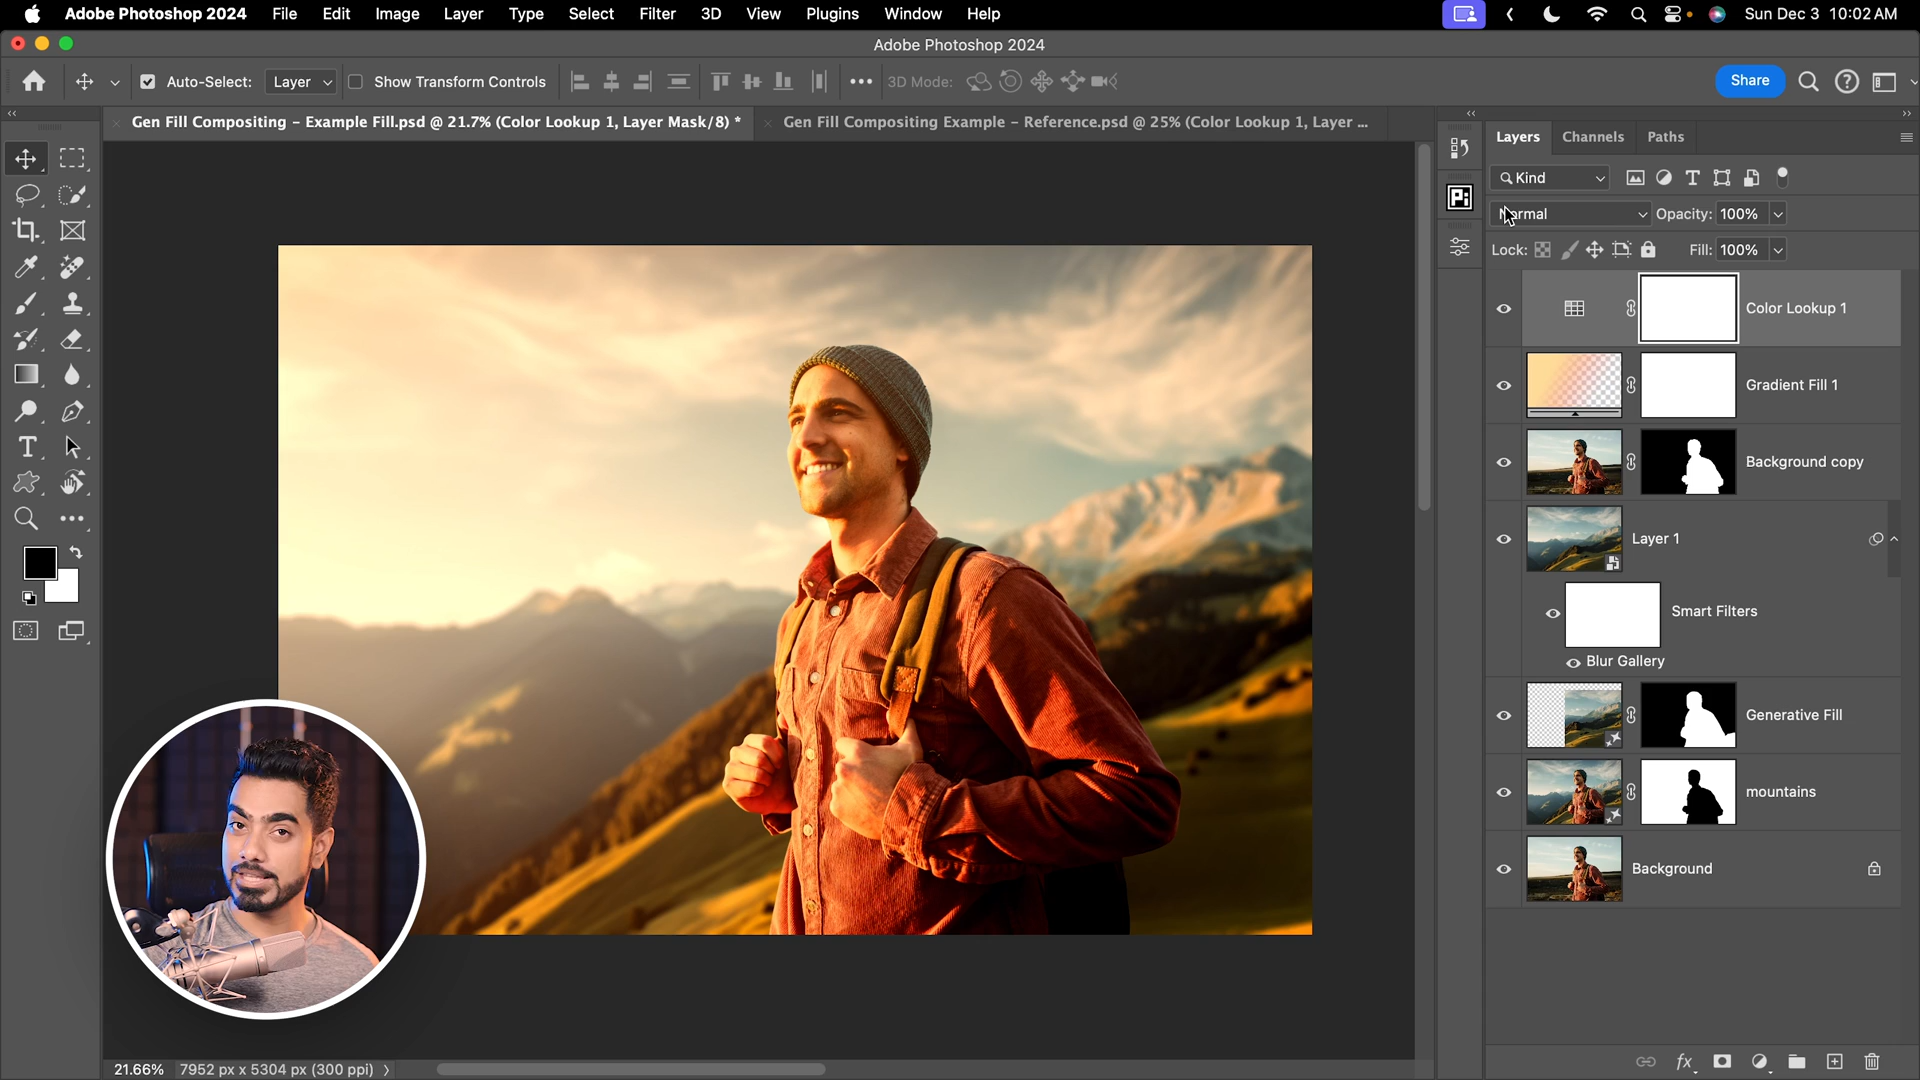 Adobe Photoshop 2024 File Edit Image Layer Type Select Filter 3D View Plugins Window Help Sun Dec 3 10:02 AM
Adobe Photoshop 2024
Auto-Select: Layer Show Transform Controls 3D Mode: Share
Gen Fill Compositing – Example Fill.psd @ 21.7% (Color Lookup 1, Layer Mask/8) * Gen Fill Compositing Example – Reference.psd @ 25% (Color Lookup 1, Layer ...
Layers Channels Paths
Kind
Opacity: 100%
Lock: Fill: 100%
Color Lookup 1
Gradient Fill 1
Background copy
Layer 1
Smart Filters
Blur Gallery
Generative Fill
mountains
Background
21.66% 7952 px x 5304 px (300 ppi)